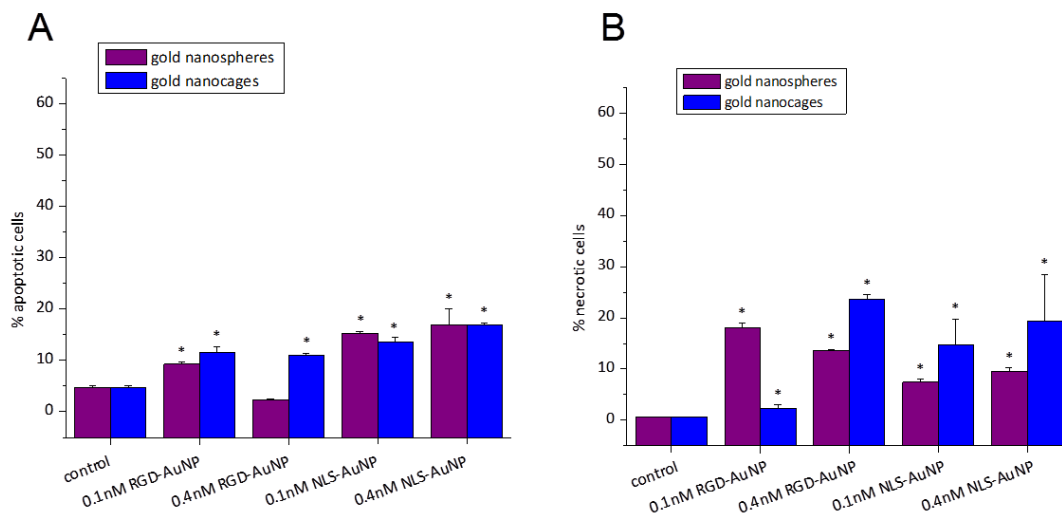 A
gold nanospheres
gold nanocages
% apoptotic cells
60
50
40
30
20
10
0
*
*
*
*
*
*
*
control
0.1nM RGD-AuNP
0.4nM RGD-AuNP
0.1nM NLS-AuNP
0.4nM NLS-AuNP
B
gold nanospheres
gold nanocages
% necrotic cells
60
50
40
30
20
10
0
*
*
*
*
*
*
*
*
control
0.1nM RGD-AuNP
0.4nM RGD-AuNP
0.1nM NLS-AuNP
0.4nM NLS-AuNP